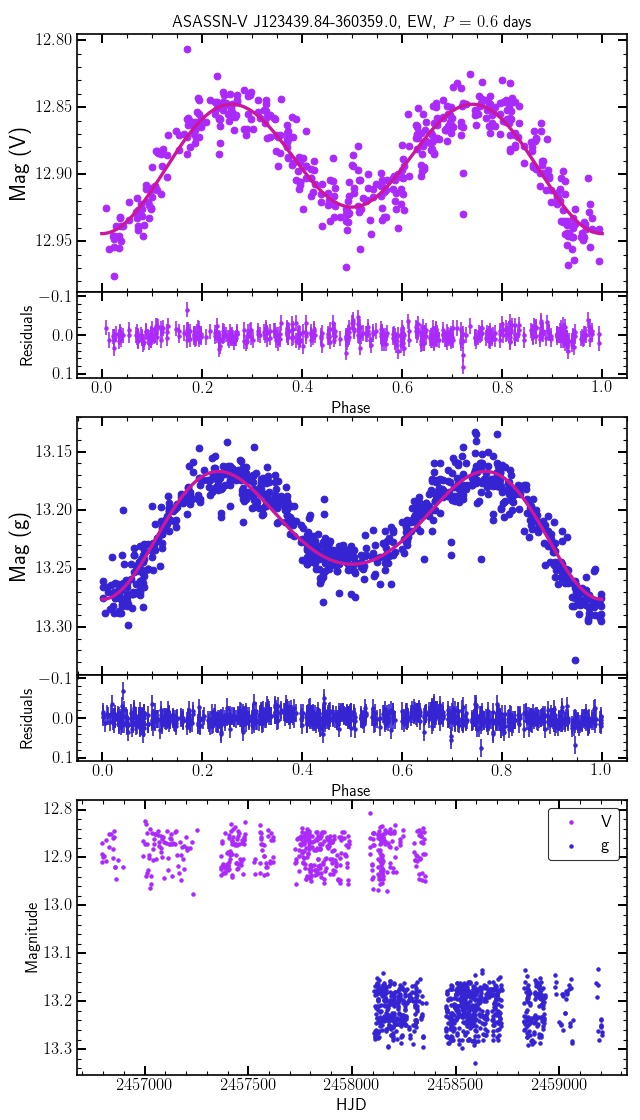 ASASSN-V J123439.84-360359.0, EW, P = 0.6 days
12.80
12.85
12.90
12.95
Mag (V)
−0.1
0.0
0.1
Residuals
0.0 0.2 0.4 0.6 0.8 1.0
Phase
13.15
13.20
13.25
13.30
Mag (g)
−0.1
0.0
0.1
Residuals
0.0 0.2 0.4 0.6 0.8 1.0
Phase
12.8
12.9
13.0
13.1
13.2
13.3
Magnitude
V
g
2457000 2457500 2458000 2458500 2459000
HJD